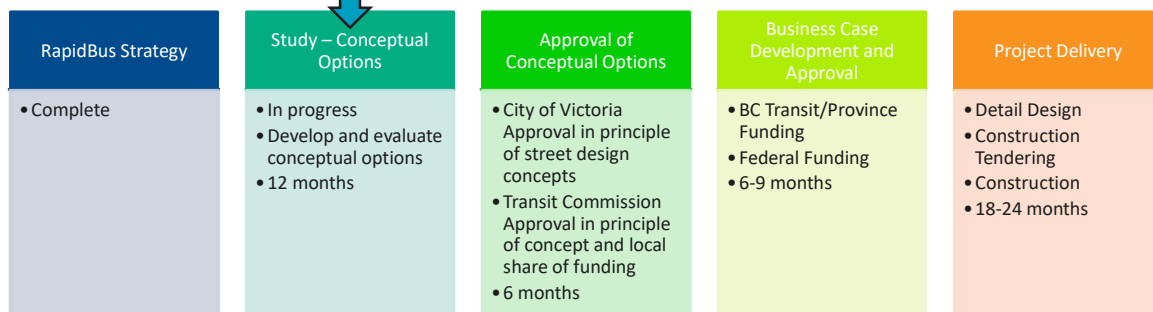 RapidBus Strategy
• Complete
Study – Conceptual
Options
• In progress
• Develop and evaluate
conceptual options
• 12 months
Approval of
Conceptual Options
• City of Victoria
Approval in principle
of street design
concepts
• Transit Commission
Approval in principle
of concept and local
share of funding
• 6 months
Business Case
Development and
Approval
• BC Transit/Province
Funding
• Federal Funding
• 6-9 months
Project Delivery
• Detail Design
• Construction
Tendering
• Construction
• 18-24 months